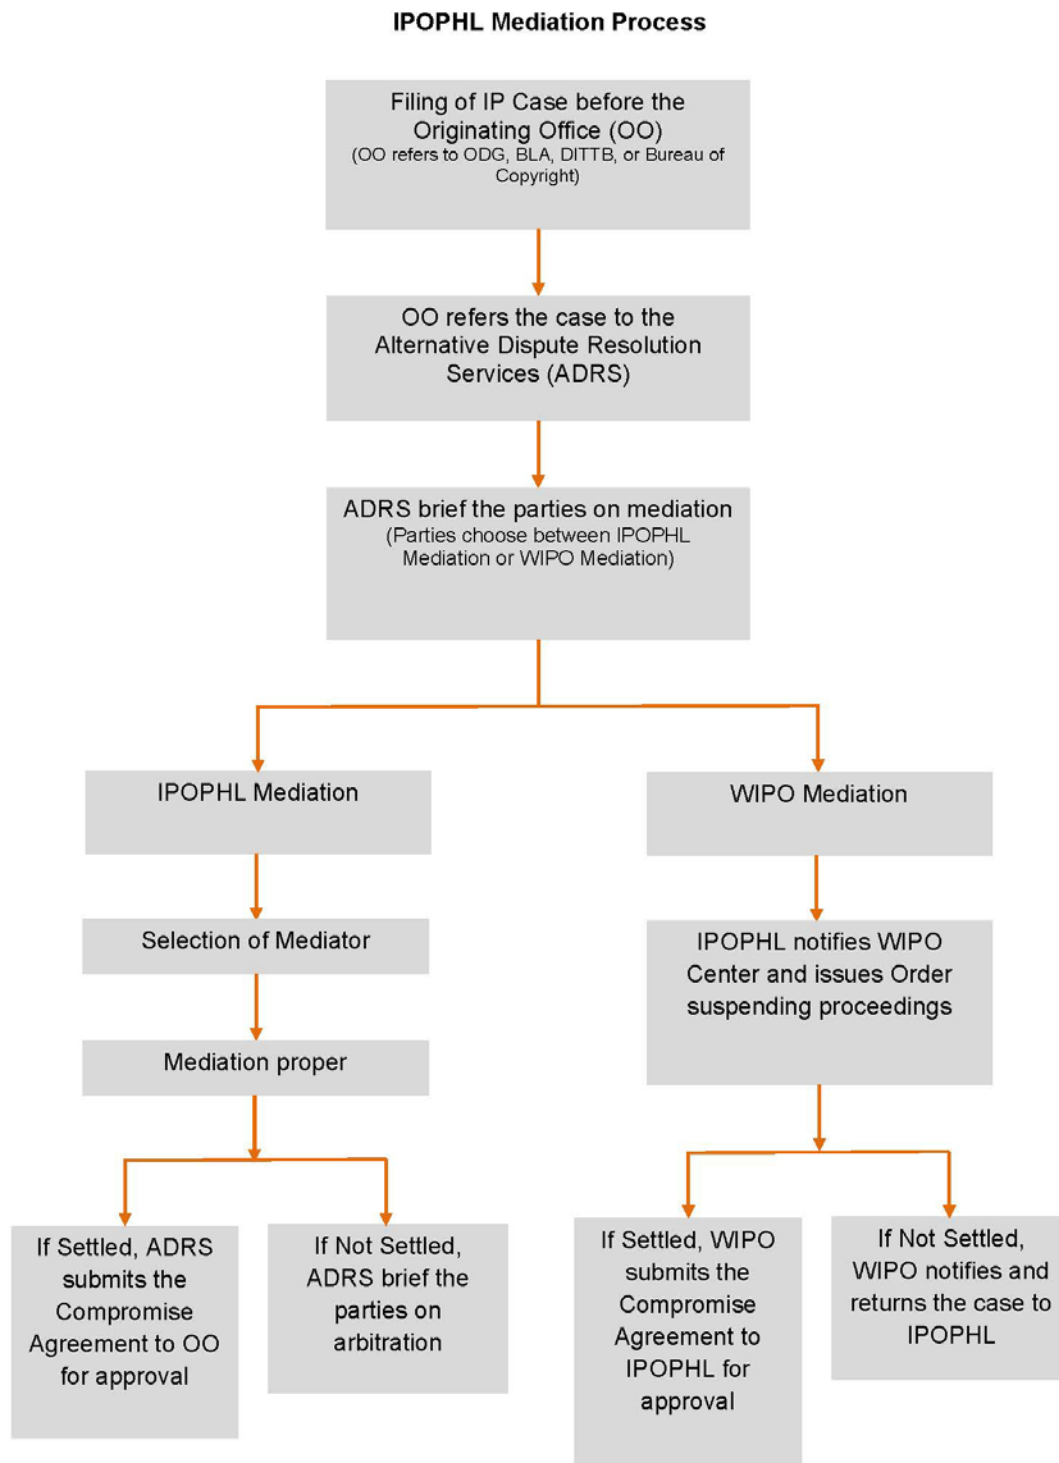 IPOPHL Mediation Process
Filing of IP Case before the
Originating Office (OO)
(OO refers to ODG, BLA, DITTB, or Bureau of
Copyright)
OO refers the case to the
Alternative Dispute Resolution
Services (ADRS)
ADRS brief the parties on mediation
(Parties choose between IPOPHL
Mediation or WIPO Mediation)
IPOPHL Mediation
Selection of Mediator
Mediation proper
If Settled, ADRS
submits the
Compromise
Agreement to OO
for approval
If Not Settled,
ADRS brief the
parties on
arbitration
WIPO Mediation
IPOPHL notifies WIPO
Center and issues Order
suspending proceedings
If Settled, WIPO
submits the
Compromise
Agreement to
IPOPHL for
approval
If Not Settled,
WIPO notifies and
returns the case to
IPOPHL